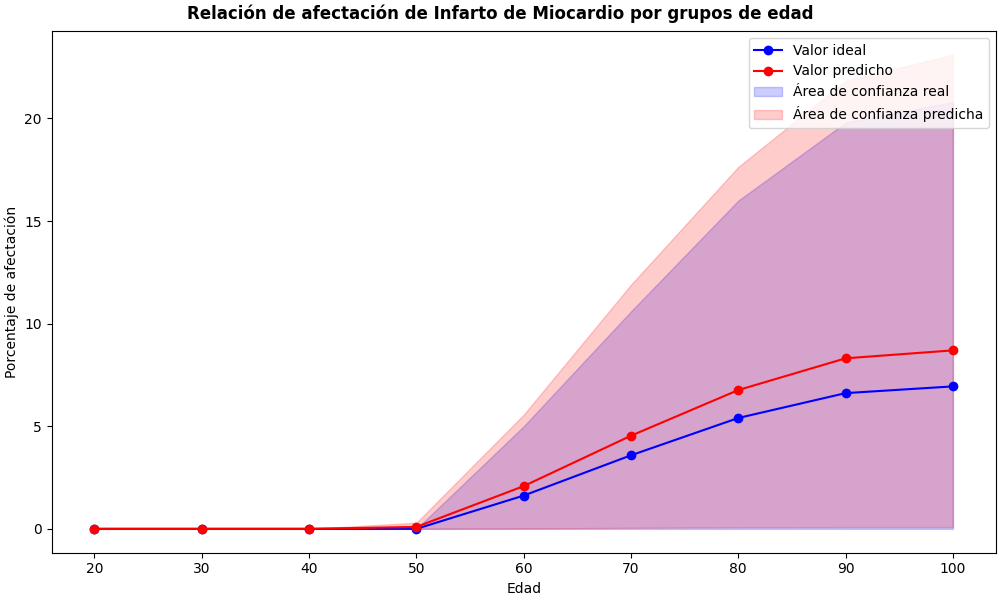 Relación de afectación de Infarto de Miocardio por grupos de edad
Valor ideal
Valor predicho
Área de confianza real
Área de confianza predicha
Porcentaje de afectación
20
15
10
5
0
20 30 40 50 60 70 80 90 100
Edad